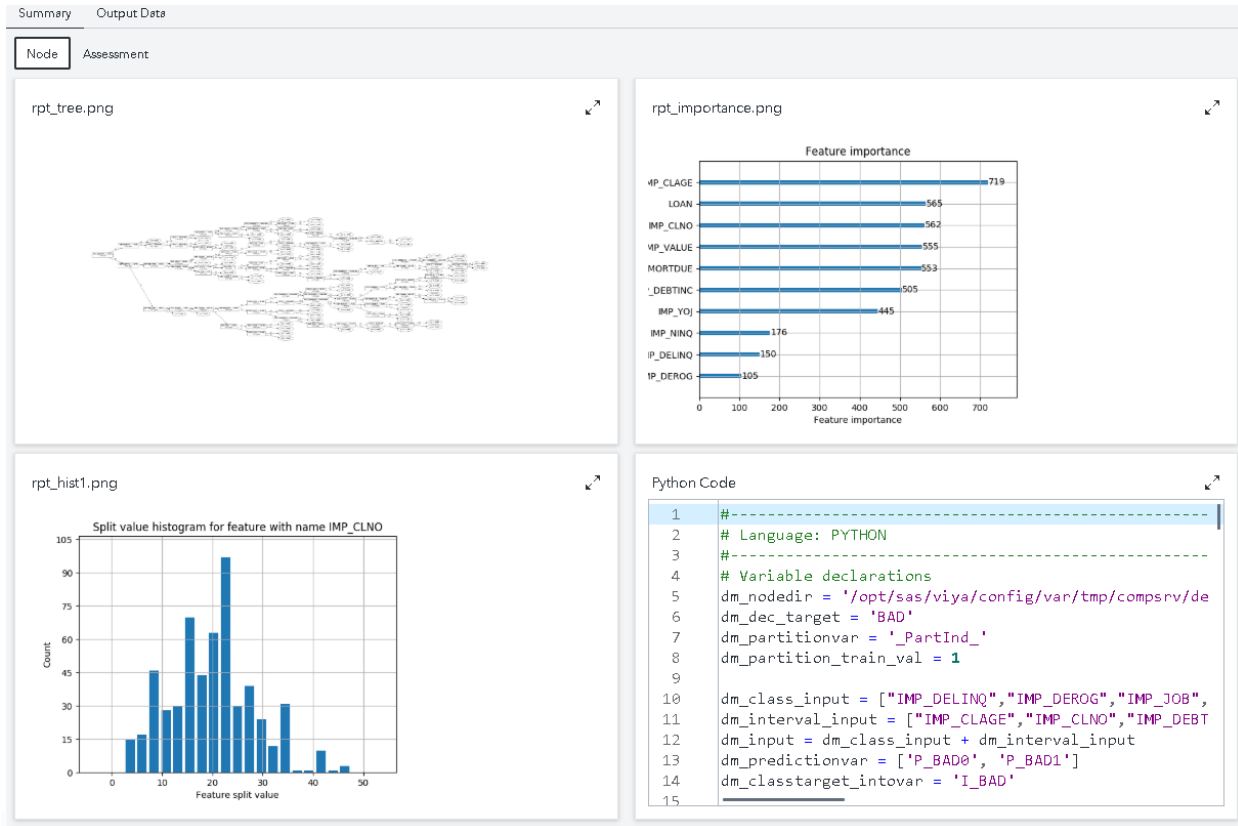 Summary Output Data
Node Assessment
rpt_tree.png
rpt_importance.png
Feature importance
MP_CLAGE
719
LOAN
565
IMP_CLNO
562
MP_VALUE
555
MORTDUE
553
_DEBTINC
505
IMP_YOJ
445
IMP_NINQ
176
IP_DELINQ
150
1P_DEROG
105
0 100 200 300 400 500 600 700
Feature importance
rpt_hist1.png
Split value histogram for feature with name IMP_CLNO
105
90
75
60
45
30
15
0
Count
0 10 20 30 40 50
Feature split value
Python Code
1 #------------------------------------------------
2 # Language: PYTHON
3 #------------------------------------------------
4 # Variable declarations
5 dm_nodedir = '/opt/sas/viya/config/var/tmp/compsrv/de
6 dm_dec_target = 'BAD'
7 dm_partitionvar = '_PartInd_'
8 dm_partition_train_val = 1
9
10 dm_class_input = ["IMP_DELINQ","IMP_DEROG","IMP_JOB",
11 dm_interval_input = ["IMP_CLAGE","IMP_CLNO","IMP_DEBT
12 dm_input = dm_class_input + dm_interval_input
13 dm_predictionvar = ['P_BAD0', 'P_BAD1']
14 dm_classtarget_intovar = 'I_BAD'
15